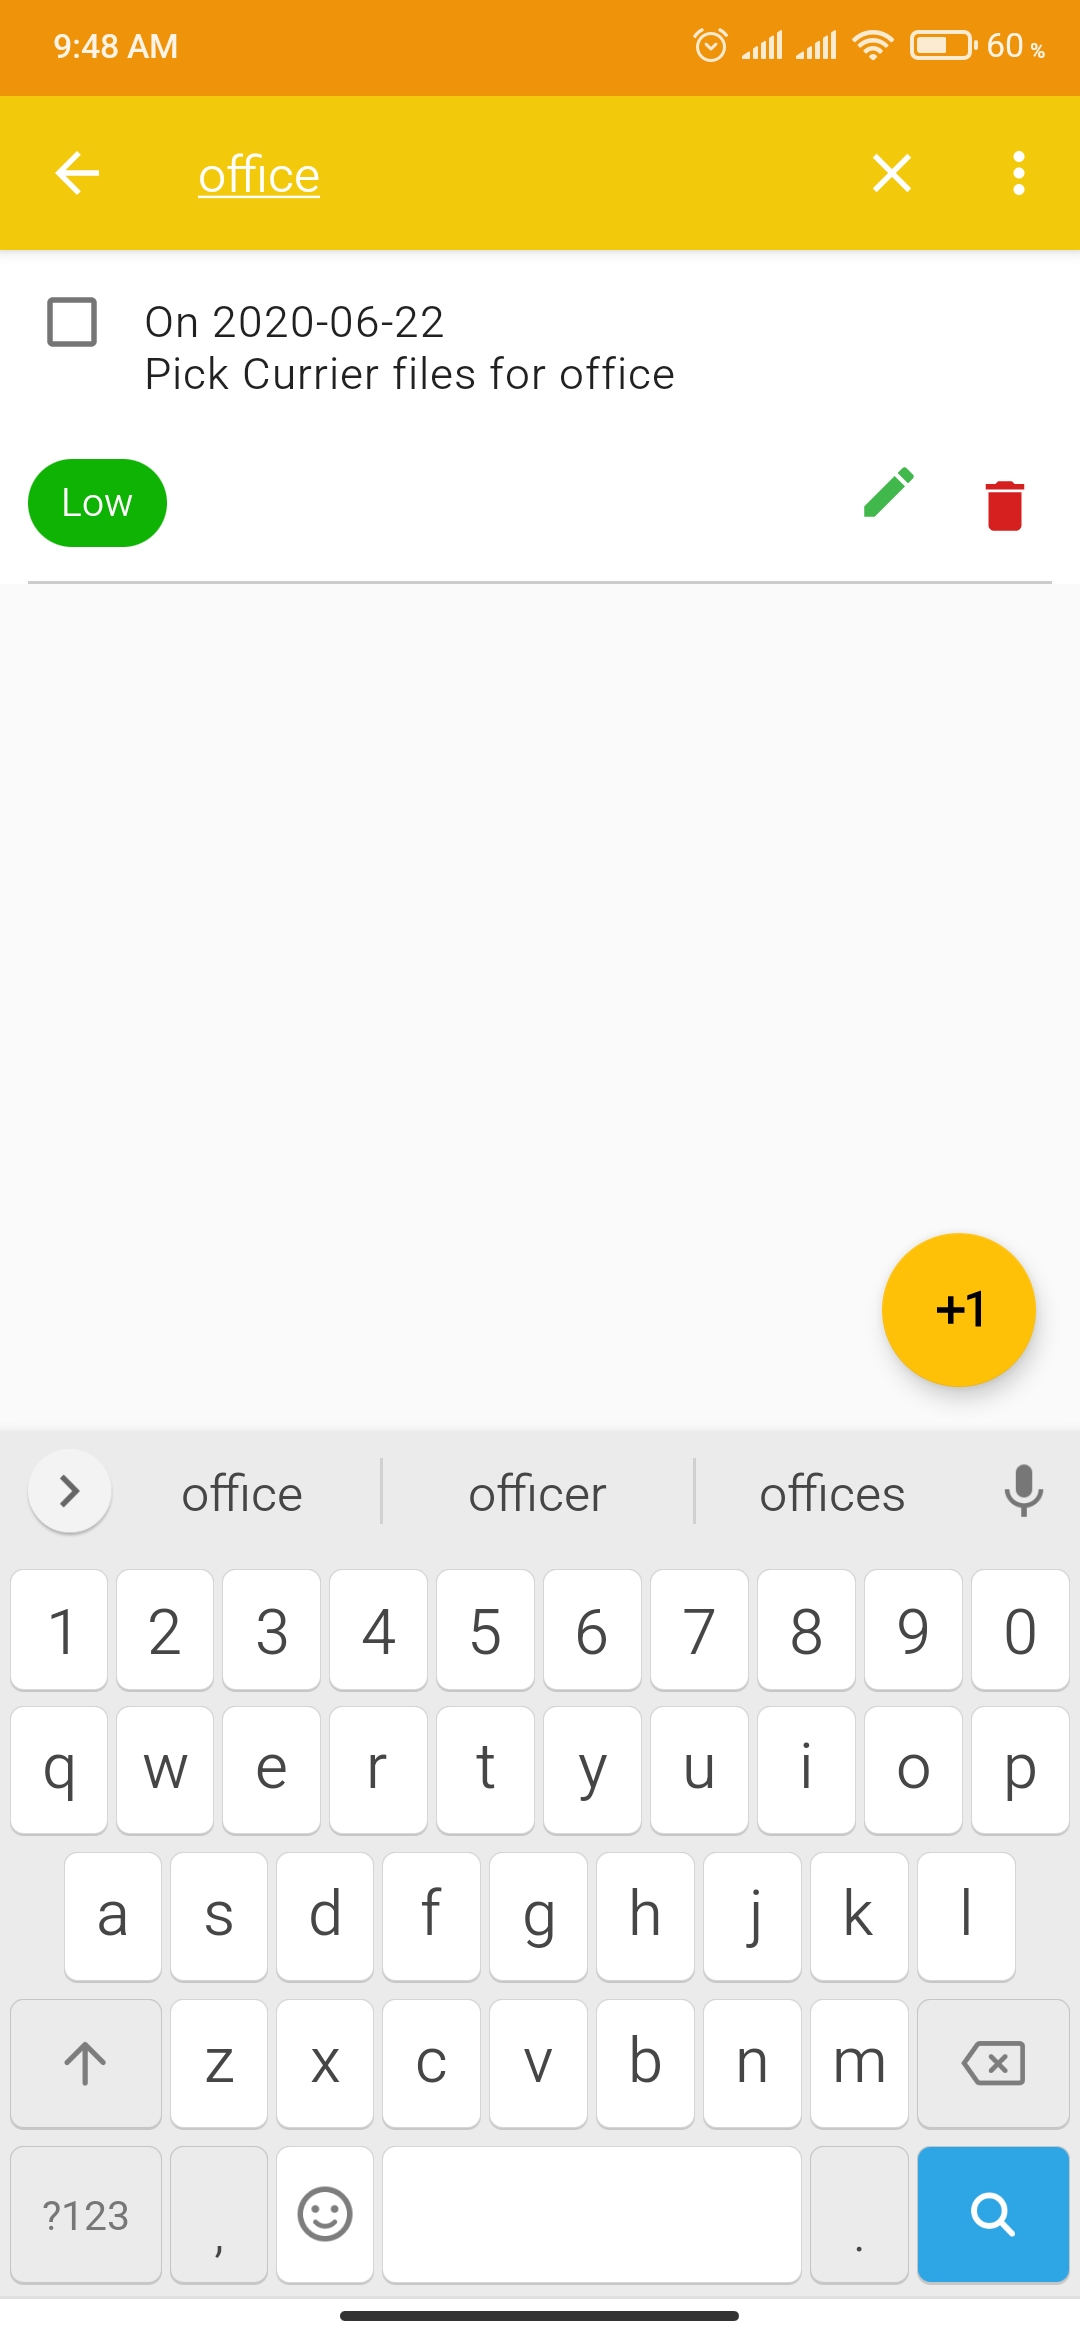 9:48 AM 60 %
office
On 2020-06-22
Pick Currier files for office
Low
+1
office officer offices
1 2 3 4 5 6 7 8 9 0
q w e r t y u i o p
a s d f g h j k l
z x c v b n m
?123 , .